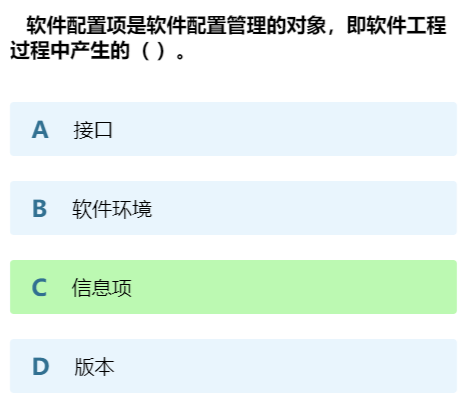 软件配置项是软件配置管理的对象，即软件工程
过程中产生的（ ）。
A 接口
B 软件环境
C 信息项
D 版本